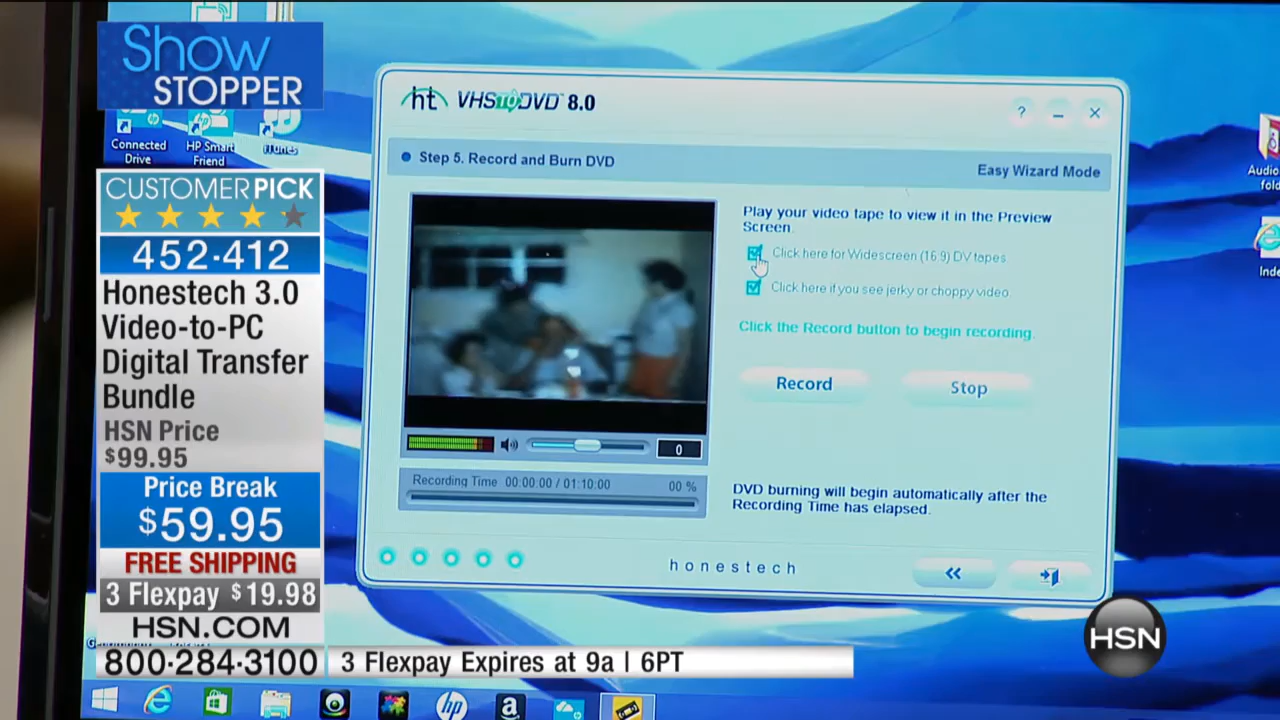 Show
STOPPER
CUSTOMER PICK
452-412
Honestech 3.0
Video-to-PC
Digital Transfer
Bundle
HSN Price
$99.95
Price Break
$59.95
FREE SHIPPING
3 Flexpay $19.98
HSN.COM
800-284-3100
3 Flexpay Expires at 9a | 6PT
HSN
Connected
Drive
HP Smart
Friend
iTunes
ht VHSTODVD™ 8.0
?
Step 5. Record and Burn DVD
Easy Wizard Mode
Play your video tape to view it in the Preview
Screen.
Click here for Widescreen (16:9) DV tapes
Click here if you see jerky or choppy video.
Click the Record button to begin recording.
Record
Stop
0
Recording Time 00:00:00 / 01:10:00 00 %
DVD burning will begin automatically after the
Recording Time has elapsed.
honestech
Audio
hp
a